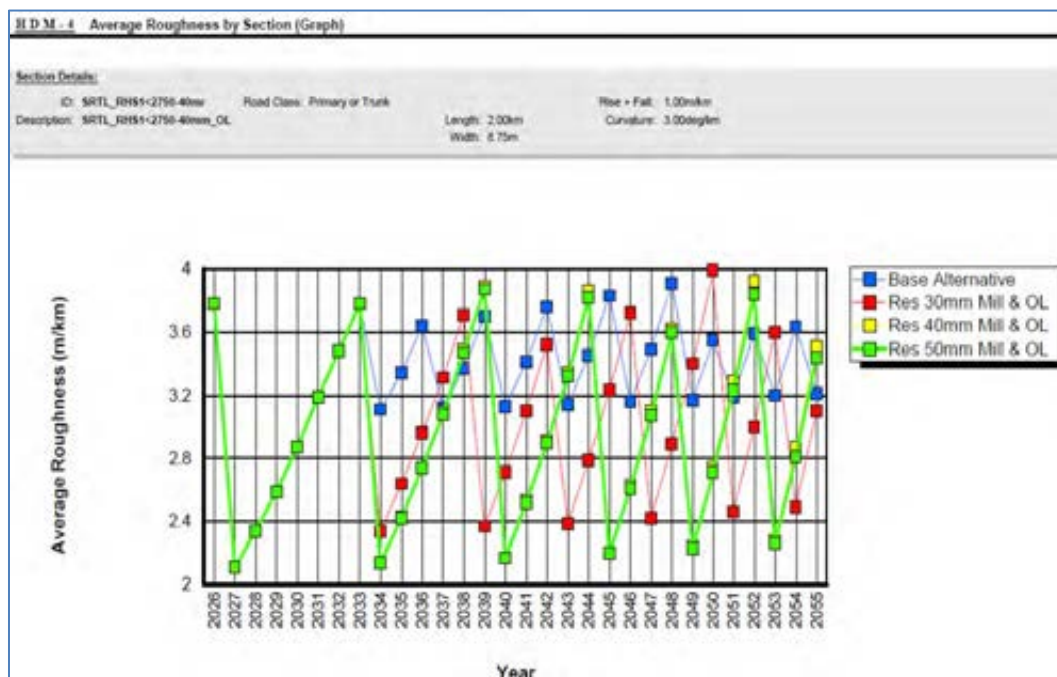 H D M - 4 Average Roughness by Section (Graph)
Section Details:
ID: SRTL_RHS1<2750-40mm Road Class: Primary or Trunk Rise + Fall: 1.00m/km
Description: SRTL_RHS1<2750-40mm_OL Length: 2.00km Curvature: 3.00deg/km
Width: 8.75m
4
3.6
3.2
2.8
2.4
2
Average Roughness (m/km)
Base Alternative
Res 30mm Mill & OL
Res 40mm Mill & OL
Res 50mm Mill & OL
2026 2027 2028 2029 2030 2031 2032 2033 2034 2035 2036 2037 2038 2039 2040 2041 2042 2043 2044 2045 2046 2047 2048 2049 2050 2051 2052 2053 2054 2055
Year